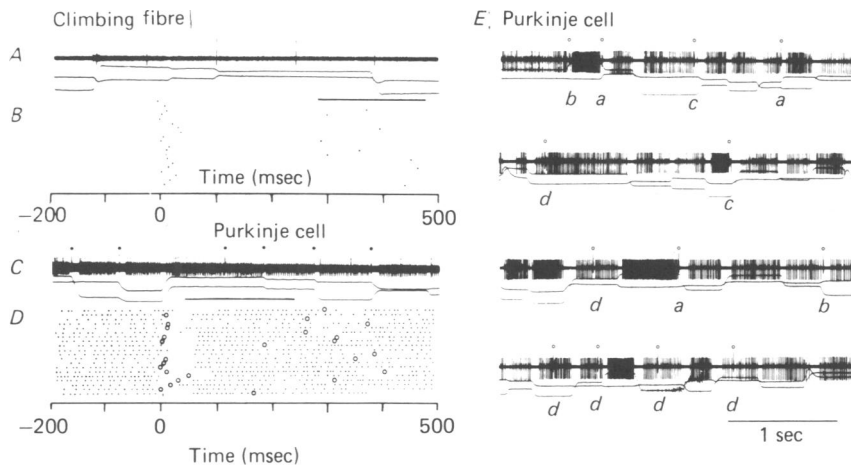 Climbing fibre
A
B
Time (msec)
−200 0 500
Purkinje cell
C
D
−200 0 500
Time (msec)
E Purkinje cell
b a c a
d c
d a b
d d d d
1 sec